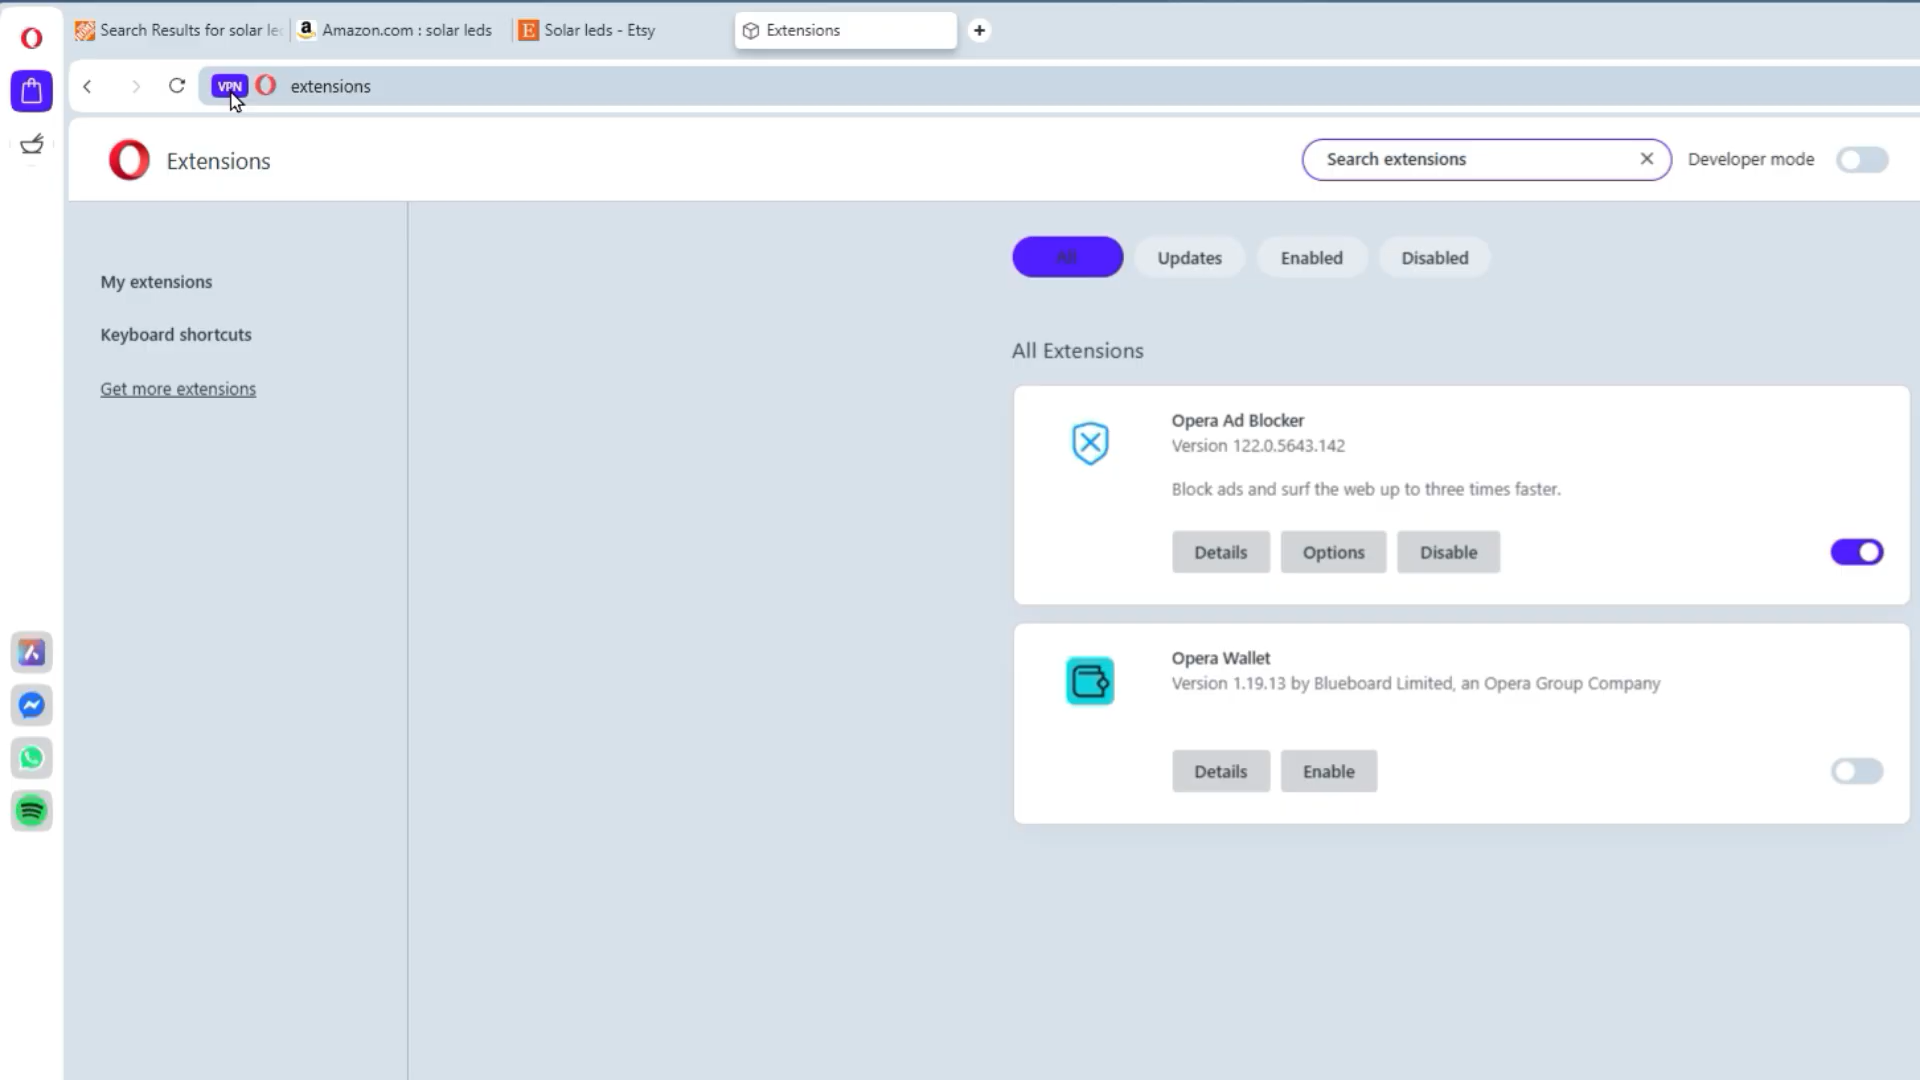 Search Results for solar le
Amazon.com : solar leds
Solar leds - Etsy
Extensions
VPN
extensions
Extensions
Search extensions
Developer mode
My extensions
Keyboard shortcuts
Get more extensions
All
Updates
Enabled
Disabled
All Extensions
Opera Ad Blocker
Version 122.0.5643.142
Block ads and surf the web up to three times faster.
Details
Options
Disable
Opera Wallet
Version 1.19.13 by Blueboard Limited, an Opera Group Company
Details
Enable